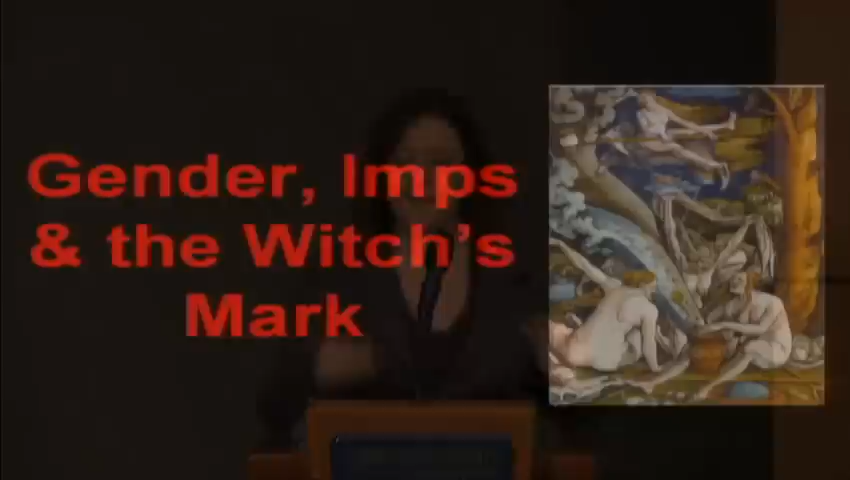 Gender, Imps
& the Witch's
Mark